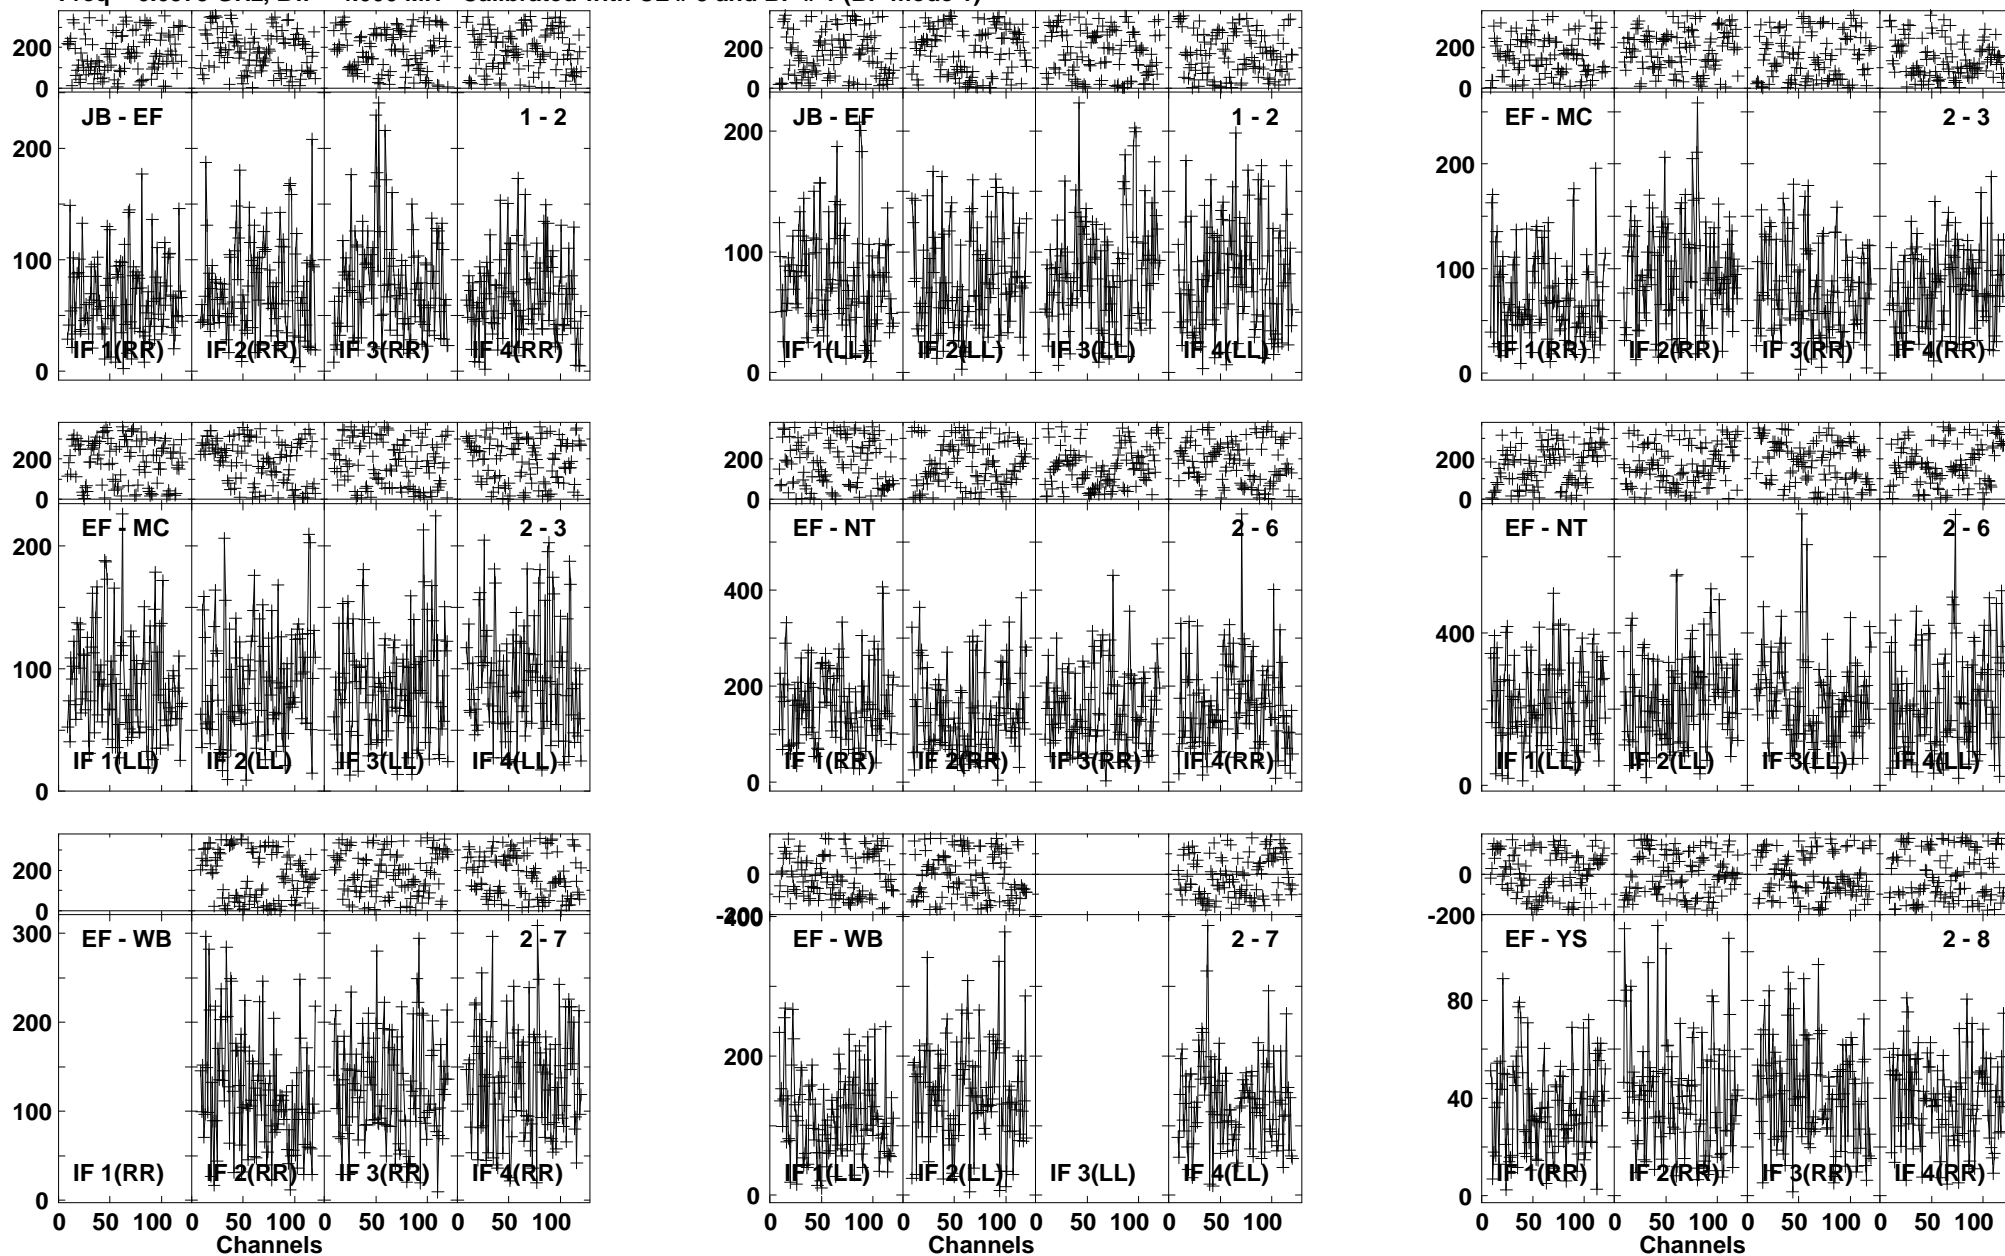 JB - EF 1 - 2 JB - EF 1 - 2 EF - MC 2 - 3
200 200 200
0 0 0
200 200 200
100 100 100
0 0 0
IF 1(RR) IF 2(RR) IF 3(RR) IF 4(RR) IF 1(LL) IF 2(LL) IF 3(LL) IF 4(LL) IF 1(RR) IF 2(RR) IF 3(RR) IF 4(RR)
200 200 200
0 0 0
EF - MC 2 - 3 EF - NT 2 - 6 EF - NT 2 - 6
200 400 400
100 200
0 0 0
IF 1(LL) IF 2(LL) IF 3(LL) IF 4(LL) IF 1(RR) IF 2(RR) IF 3(RR) IF 4(RR) IF 1(LL) IF 2(LL) IF 3(LL) IF 4(LL)
200 0 0
0 -200 -200
400
EF - WB 2 - 7 EF - WB 2 - 7 EF - YS 2 - 8
300 200 80
200 40
100
0 0 0
IF 1(RR) IF 2(RR) IF 3(RR) IF 4(RR) IF 1(LL) IF 2(LL) IF 3(LL) IF 4(LL) IF 1(RR) IF 2(RR) IF 3(RR) IF 4(RR)
0 50 100 0 50 100 0 50 100 0 50 100 0 50 100 0 50 100 0 50 100 0 50 100 0 50 100 0 50 100 0 50 100 0 50 100
Channels Channels Channels